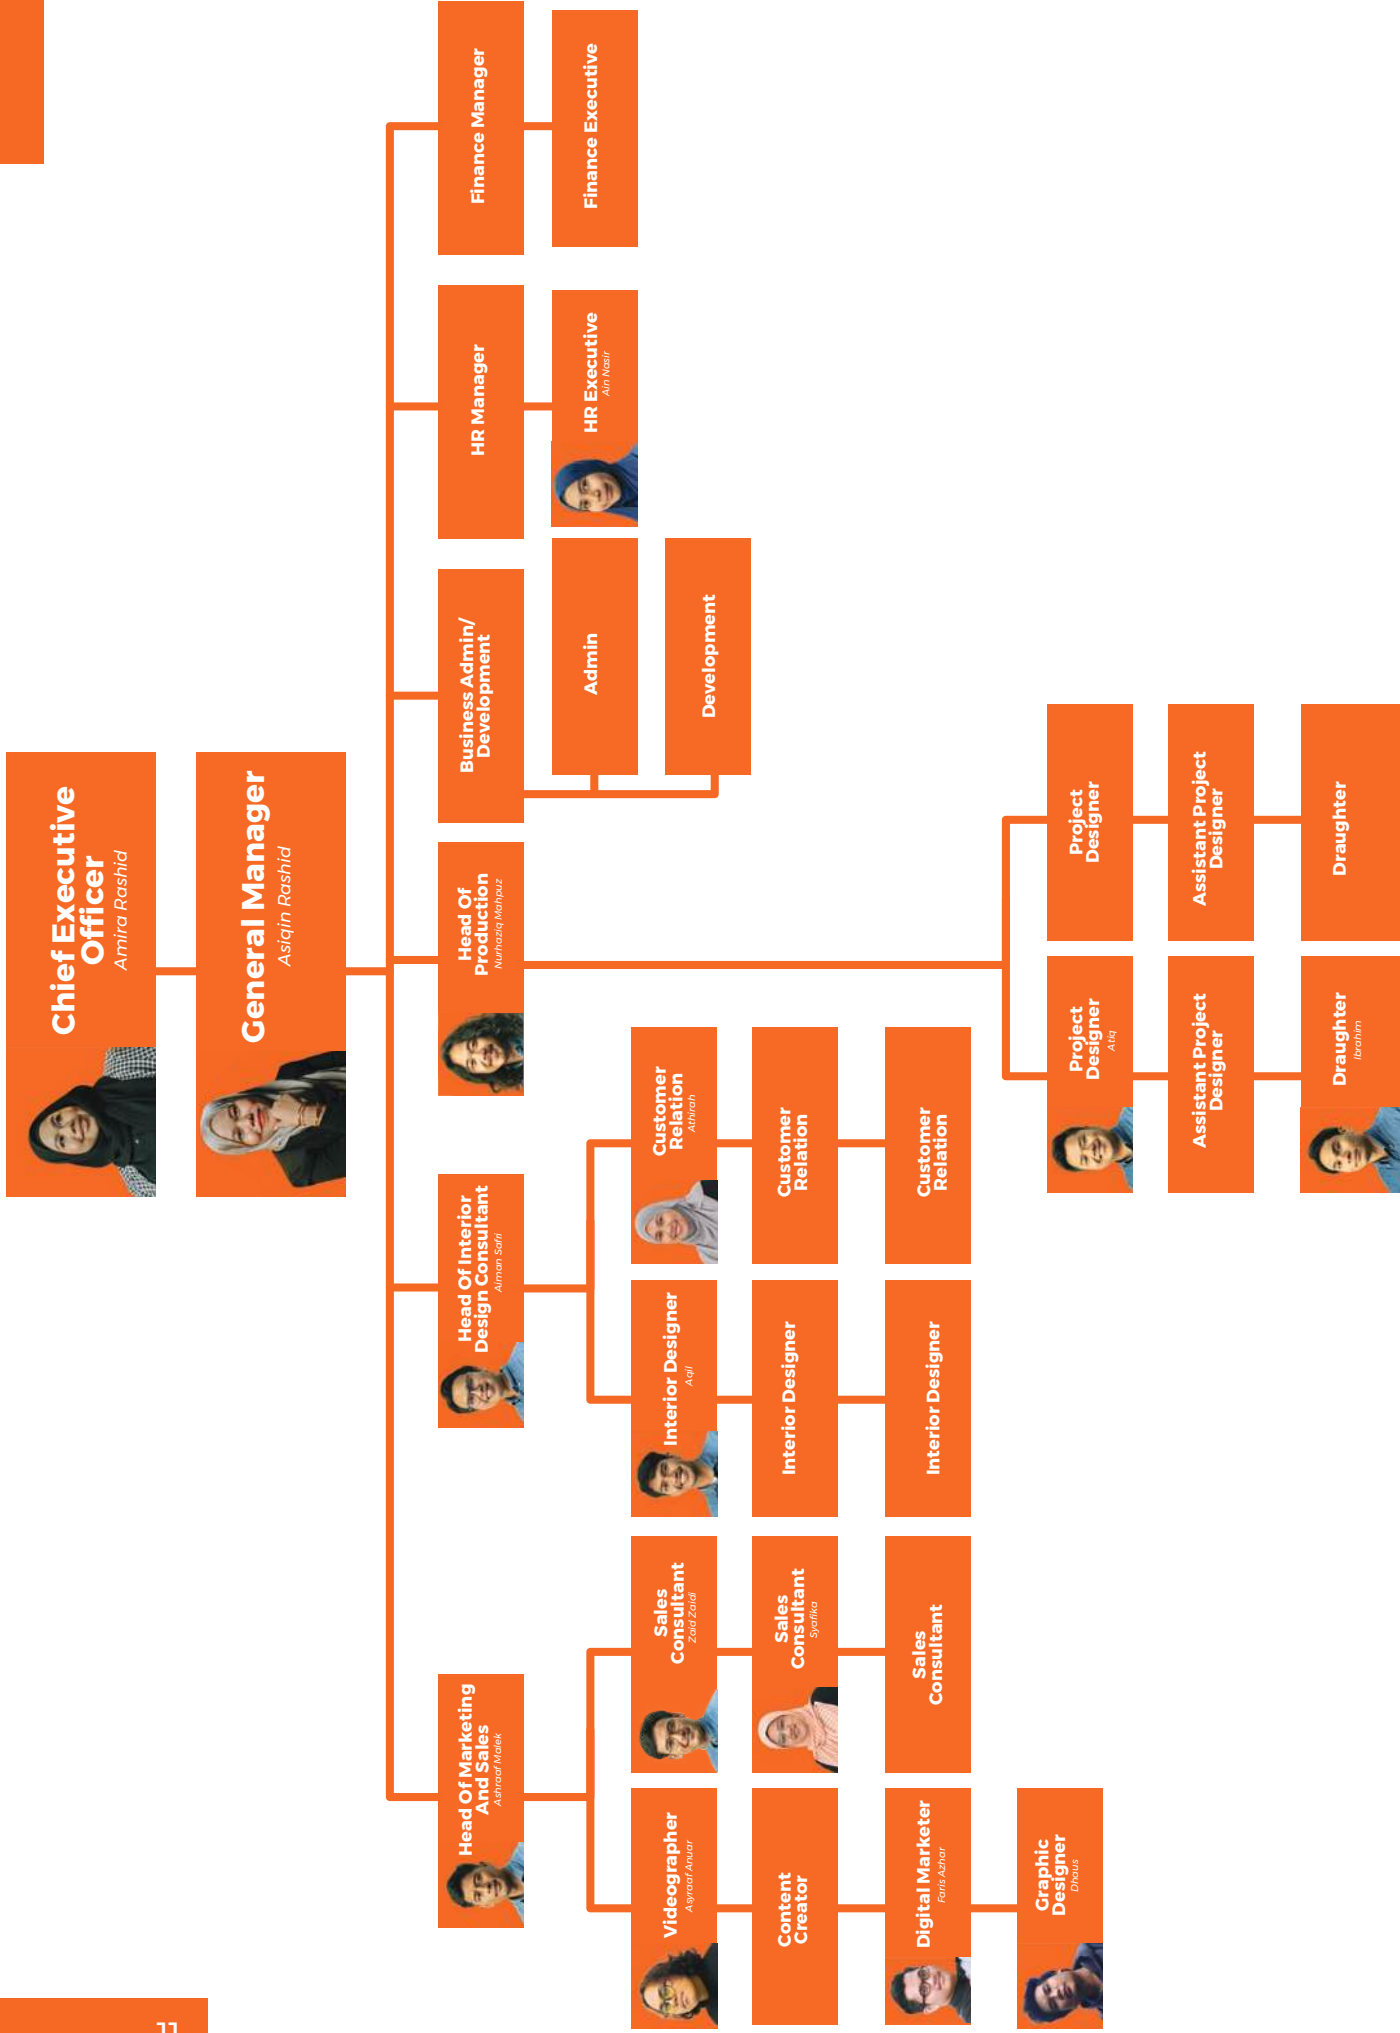 Chief Executive
Officer
Amira Rashid
General Manager
Asiqin Rashid
Head Of Marketing
And Sales
Ashraaf Malek
Head Of Interior
Design Consultant
Aiman Safri
Head Of
Production
Nurhaziq Mahpuz
Business Admin/
Development
HR Manager
Finance Manager
Admin
HR Executive
Ain Nasir
Finance Executive
Development
Videographer
Asyraaf Anuar
Sales
Consultant
Zaid Zaidi
Interior Designer
Aqil
Customer
Relation
Athirah
Content
Creator
Sales
Consultant
Syafika
Interior Designer
Customer
Relation
Digital Marketer
Faris Azhar
Sales
Consultant
Interior Designer
Customer
Relation
Graphic
Designer
Dhaus
Project
Designer
Atiq
Project
Designer
Assistant Project
Designer
Assistant Project
Designer
Draughter
Ibrahim
Draughter